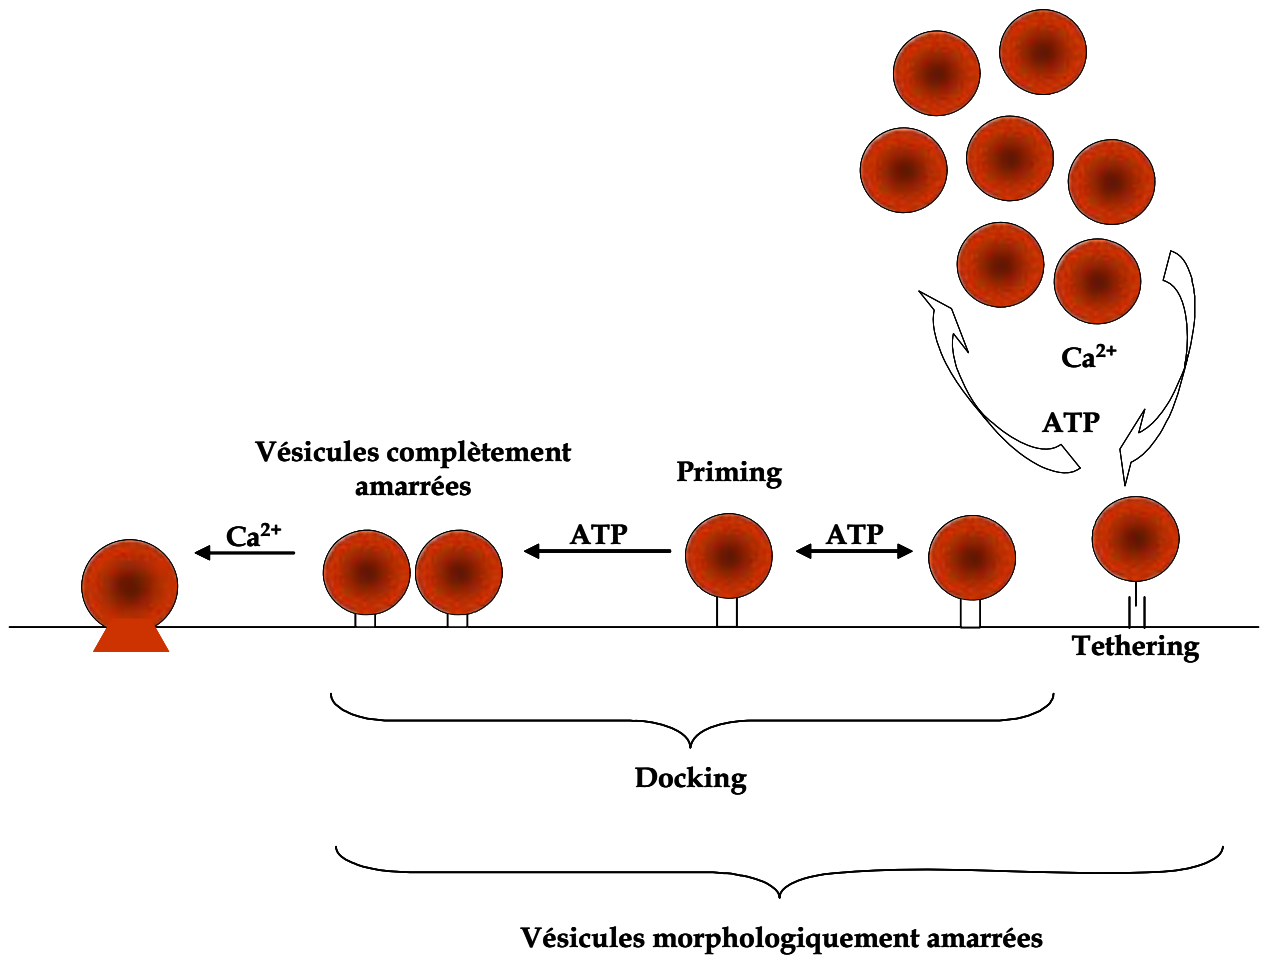 Ca²⁺
ATP
Vésicules complètement
amarrées
Priming
Ca²⁺
ATP
ATP
Tethering
Docking
Vésicules morphologiquement amarrées